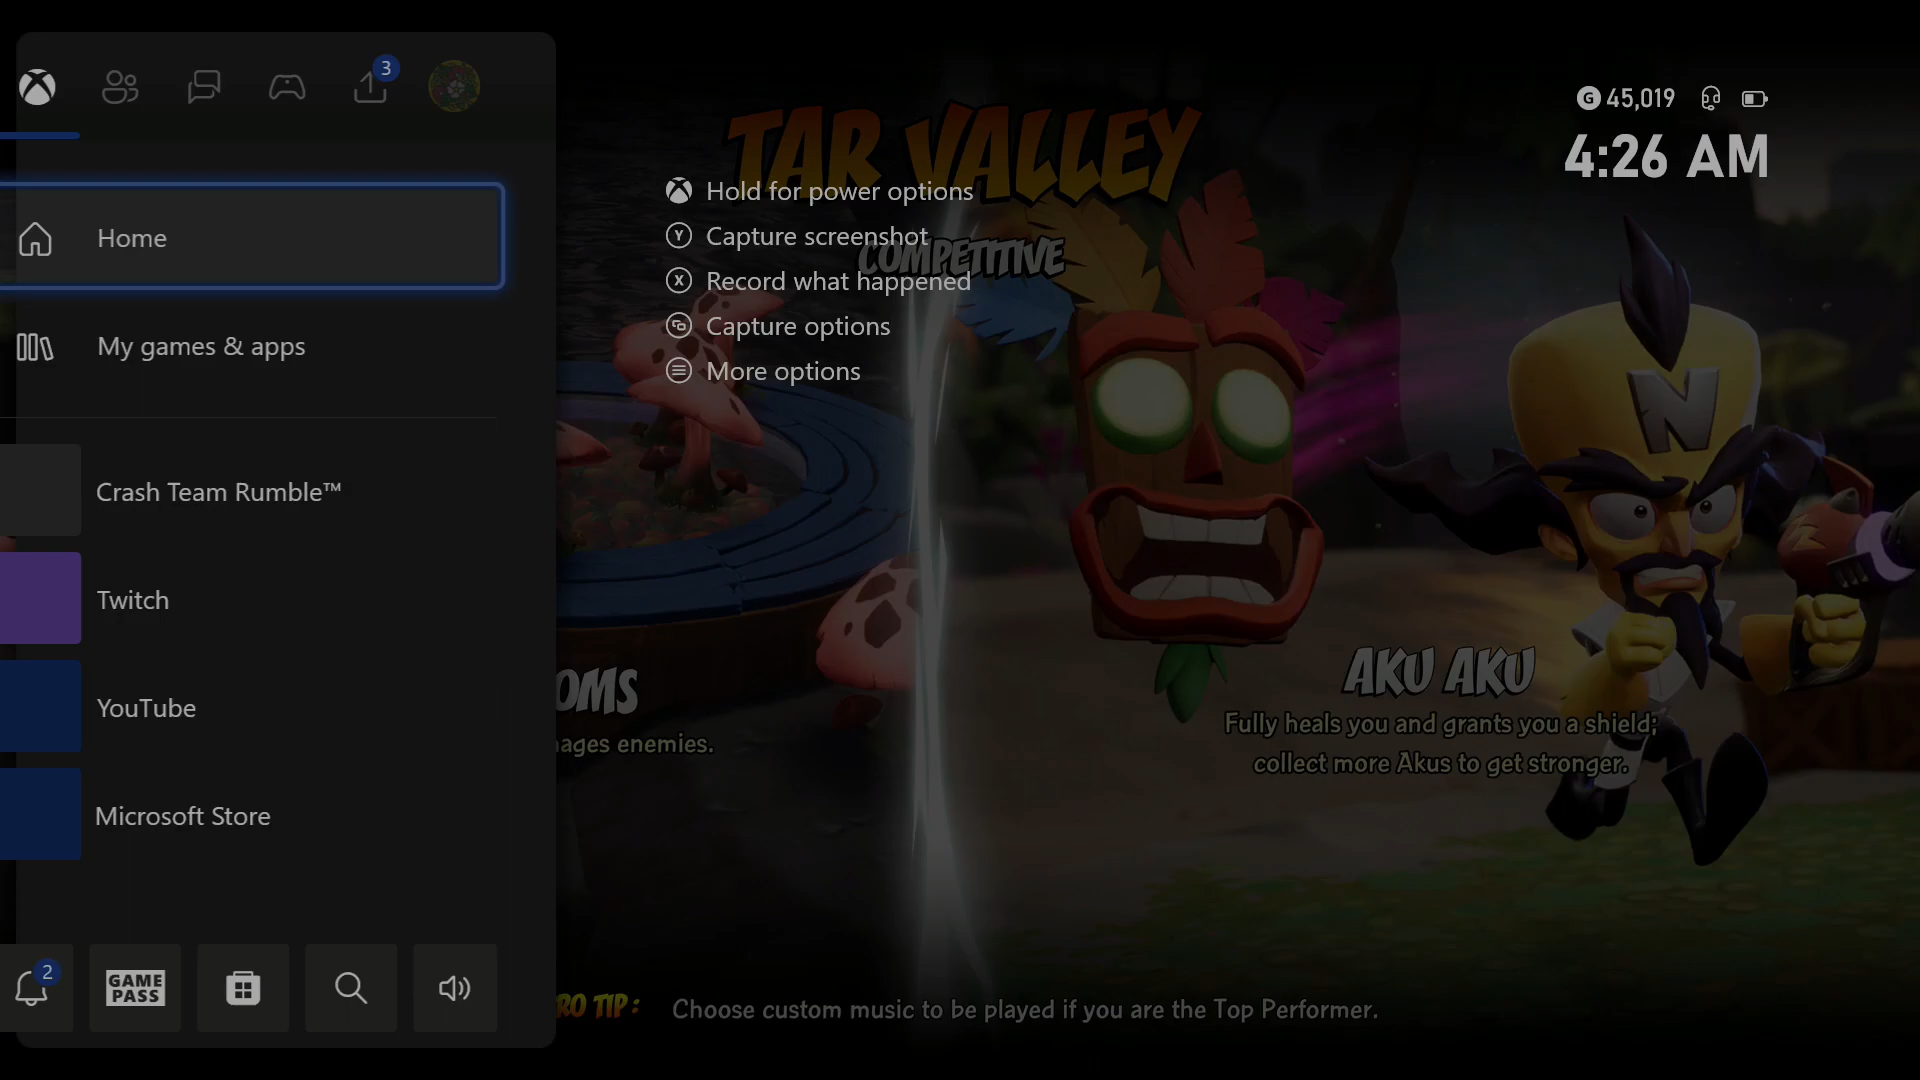 3
G 45,019
4:26 AM
TAR VALLEY
COMPETITIVE
Hold for power options
Y Capture screenshot
X Record what happened
Capture options
More options
Home
My games & apps
Crash Team Rumble™
Twitch
YouTube
Microsoft Store
N
OMS
ages enemies.
AKU AKU
Fully heals you and grants you a shield;
collect more Akus to get stronger.
2
GAME
PASS
RO TIP: Choose custom music to be played if you are the Top Performer.